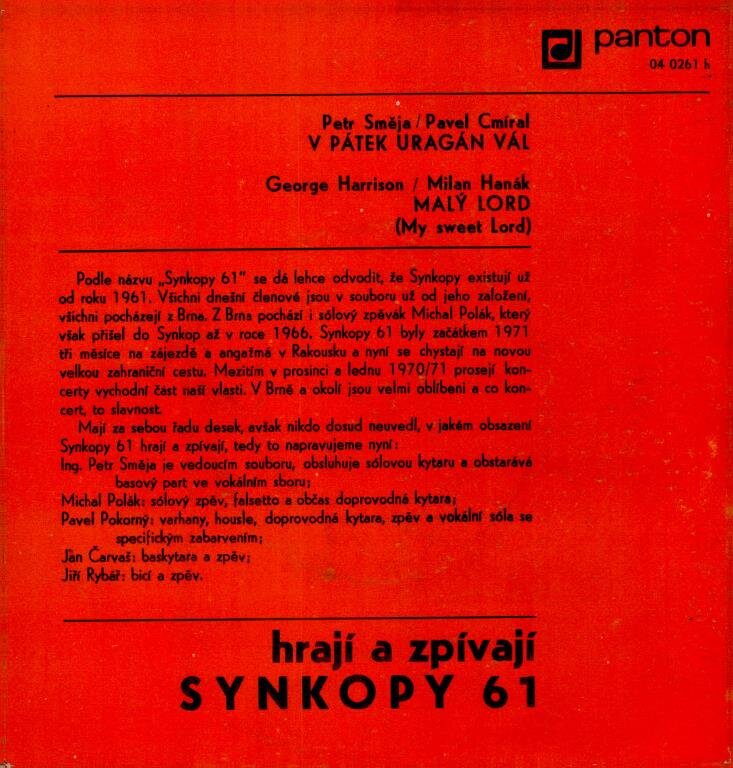 panton
04 0261 h
Petr Směja / Pavel Cmíral
V PÁTEK URAGÁN VÁL
George Harrison / Milan Hanák
MALÝ LORD
(My sweet Lord)
Podle názvu „Synkopy 61" se dá lehce odvodit, že Synkopy existují už
od roku 1961. Všichni dnešní členové jsou v souboru už od jeho založení,
všichni pocházejí z Brna. Z Brna pochází i sólový zpěvák Michal Polák, který
však přišel do Synkop až v roce 1966. Synkopy 61 byly začátkem 1971
tři měsíce na zájezdě a angažmá v Rakousku a nyní se chystají na novou
velkou zahraniční cestu. Mezitím v prosinci a lednu 1970/71 prosejí kon-
certy vychodní část naší vlasti. V Brně a okolí jsou velmi oblíbeni a co kon-
cert, to slavnost.
Mají za sebou řadu desek, avšak nikdo dosud neuvedl, v jakém obsazení
Synkopy 61 hrají a zpívají, tedy to napravujeme nyní:
Ing. Petr Směja je vedoucím souboru, obsluhuje sólovou kytaru a obstarává
basový part ve vokálním sboru;
Michal Polák: sólový zpěv, falsetto a občas doprovodná kytara;
Pavel Pokorný: varhany, housle, doprovodná kytara, zpěv a vokální sóla se
specifickým zabarvením;
Ján Čarvaš: baskytara a zpěv;
Jiří Rybář: bicí a zpěv.
hrají a zpívají
SYNKOPY 61